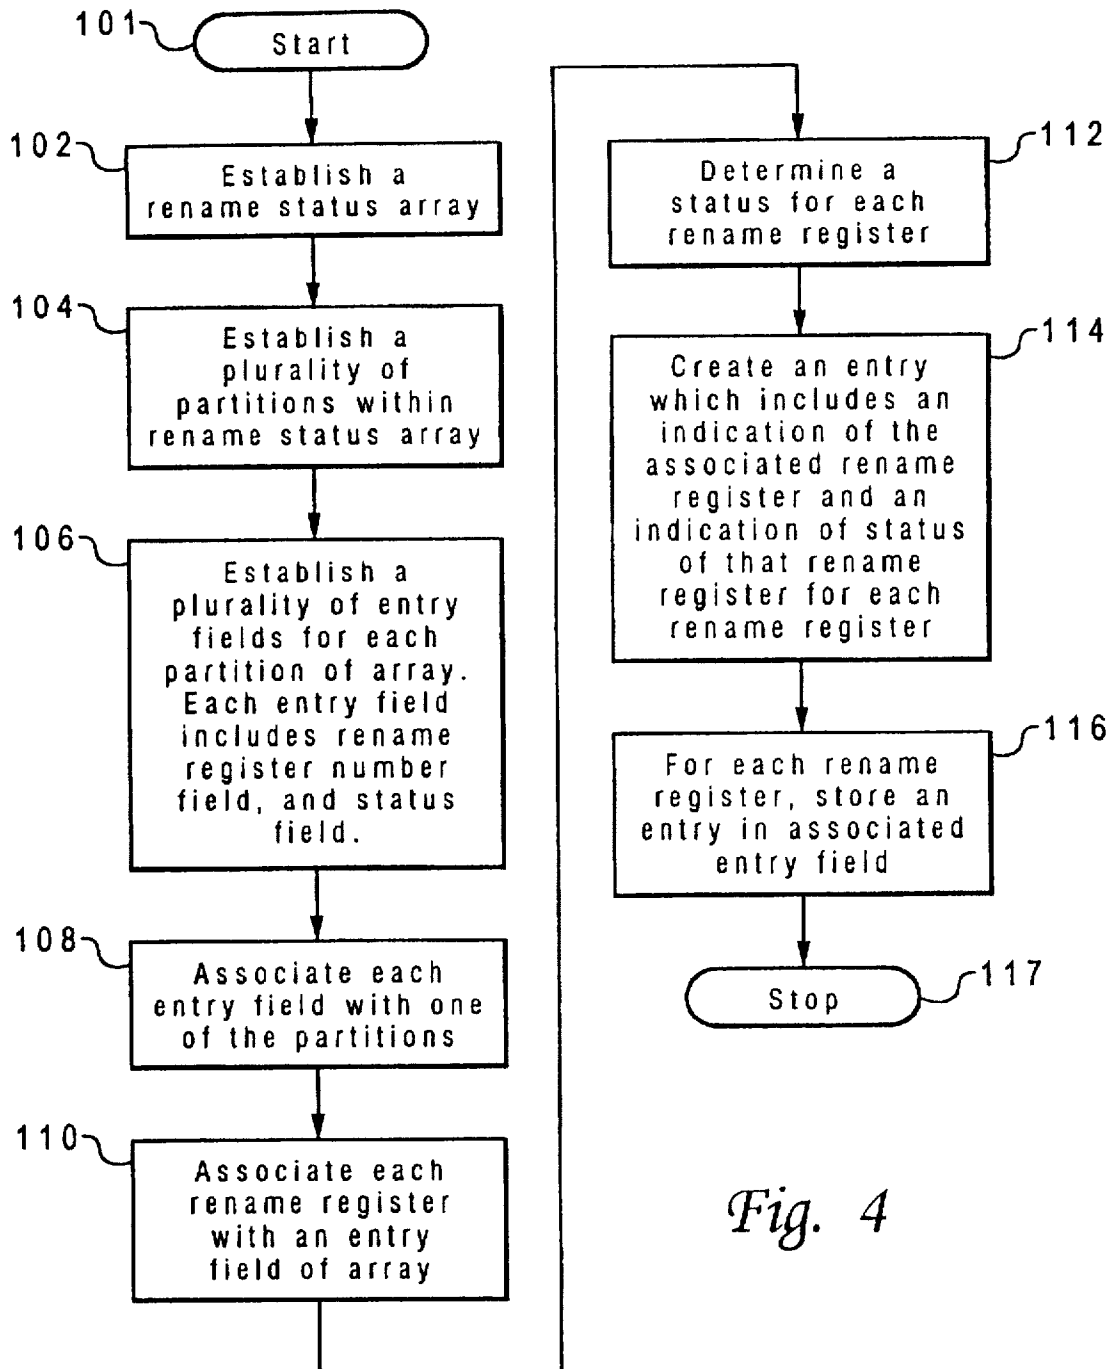 101
Start
102
Establish a
rename status array
104
Establish a
plurality of
partitions within
rename status array
106
Establish a
plurality of entry
fields for each
partition of array.
Each entry field
includes rename
register number
field, and status
field.
108
Associate each
entry field with one
of the partitions
110
Associate each
rename register
with an entry
field of array
112
Determine a
status for each
rename register
114
Create an entry
which includes an
indication of the
associated rename
register and an
indication of status
of that rename
register for each
rename register
116
For each rename
register, store an
entry in associated
entry field
Stop
117
Fig. 4